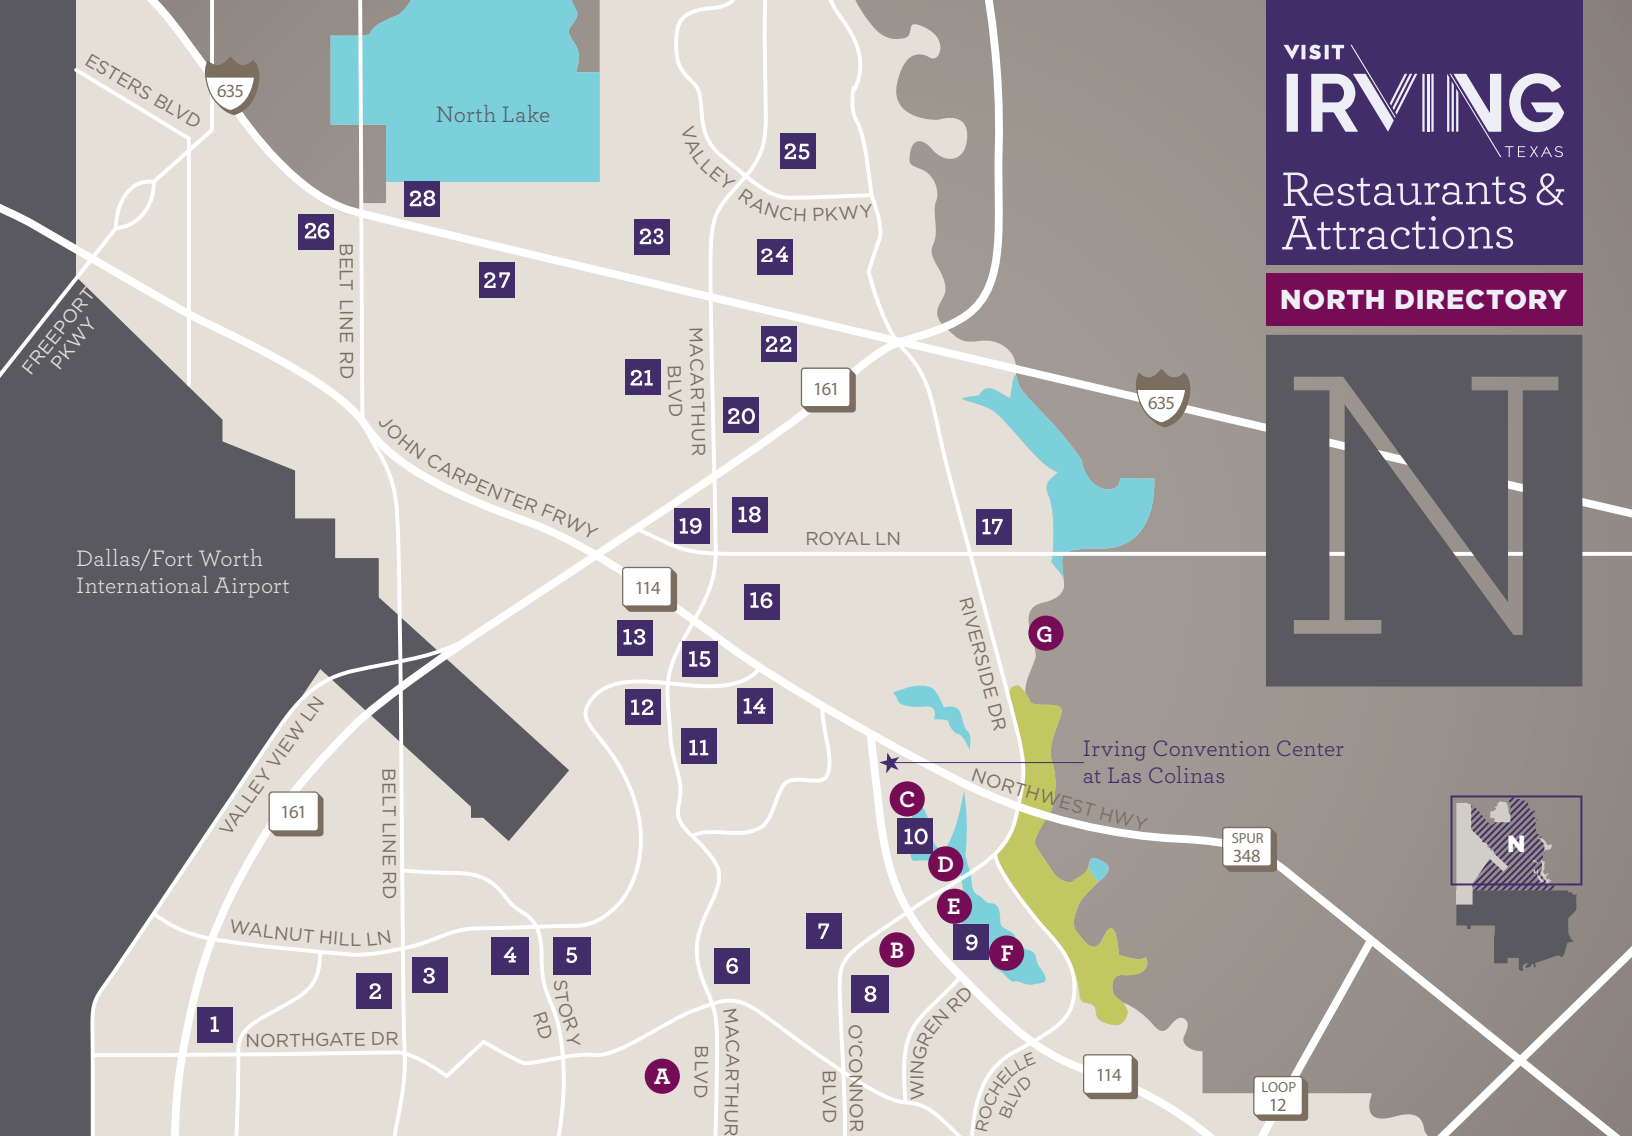 VISIT
IRVING
TEXAS
Restaurants &
Attractions
NORTH DIRECTORY
N
ESTERS BLVD
635
North Lake
VALLEY RANCH PKWY
25
28
26
23
24
27
BELT LINE RD
FREEPORT
PKWY
MACARTHUR
BLVD
22
21
161
20
635
JOHN CARPENTER FRWY
19
18
ROYAL LN
17
Dallas/Fort Worth
International Airport
114
16
13
15
RIVERSIDE DR
G
12
14
11
VALLEY VIEW LN
161
BELT LINE RD
Irving Convention Center
at Las Colinas
NORTHWEST HWY
C
10
D
SPUR
348
N
E
WALNUT HILL LN
7
B
9
F
4
5
3
6
2
8
1
NORTHGATE DR
STORY
RD
A
MACARTHUR
BLVD
O'CONNOR
BLVD
WINGREN RD
ROCHELLE
BLVD
114
LOOP
12